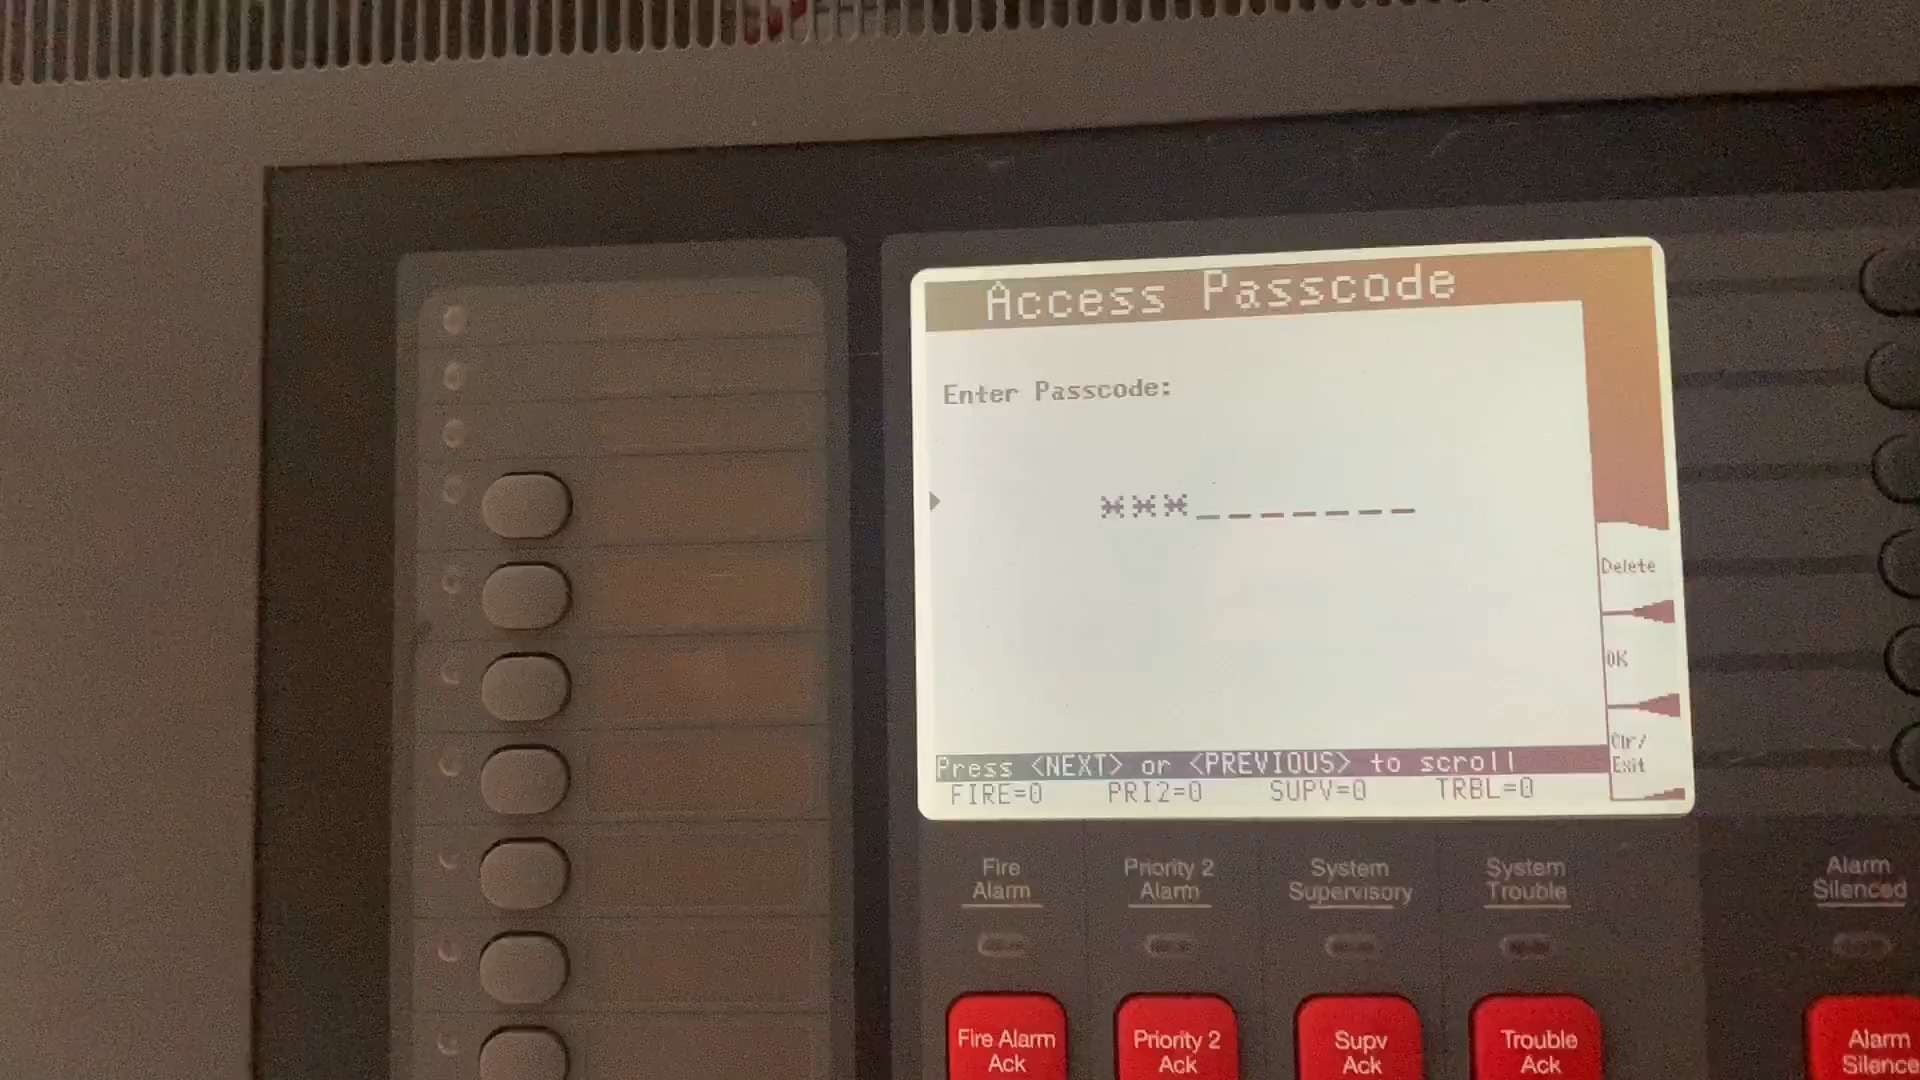 Access Passcode
Enter Passcode:
***_______
Delete
OK
Clr/
Exit
Press <NEXT> or <PREVIOUS> to scroll
FIRE=0 PRI2=0 SUPV=0 TRBL=0
Fire
Alarm
Priority 2
Alarm
System
Supervisory
System
Trouble
Alarm
Silenced
Fire Alarm
Ack
Priority 2
Ack
Supv
Ack
Trouble
Ack
Alarm
Silence